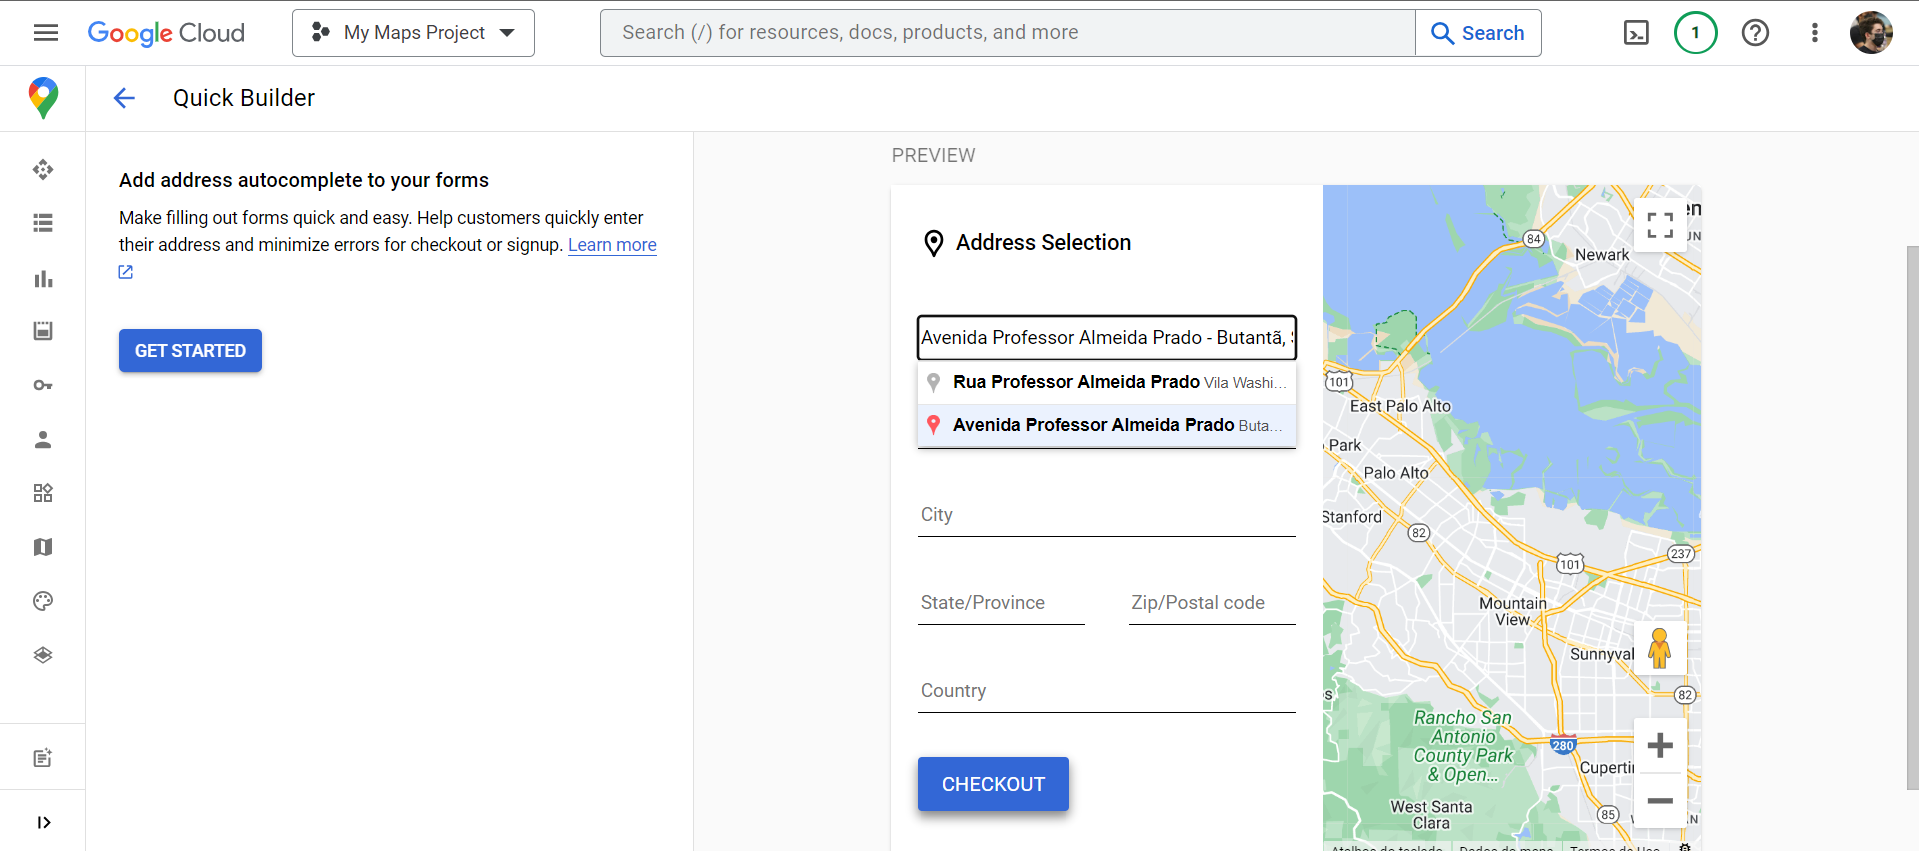 Google Cloud
My Maps Project
Search (/) for resources, docs, products, and more
Search
1
Quick Builder
Add address autocomplete to your forms
Make filling out forms quick and easy. Help customers quickly enter
their address and minimize errors for checkout or signup. Learn more
GET STARTED
PREVIEW
Address Selection
Avenida Professor Almeida Prado - Butantã,
Rua Professor Almeida Prado Vila Washi...
Avenida Professor Almeida Prado Buta...
City
State/Province
Zip/Postal code
Country
CHECKOUT
84
Newark
101
East Palo Alto
Park
Palo Alto
Stanford
82
237
101
Mountain
View
Sunnyval
82
Rancho San
Antonio
County Park
& Open...
280
Cupertin
West Santa
Clara
85
Atalhos do teclado
Dados do mapa
Termos de Uso